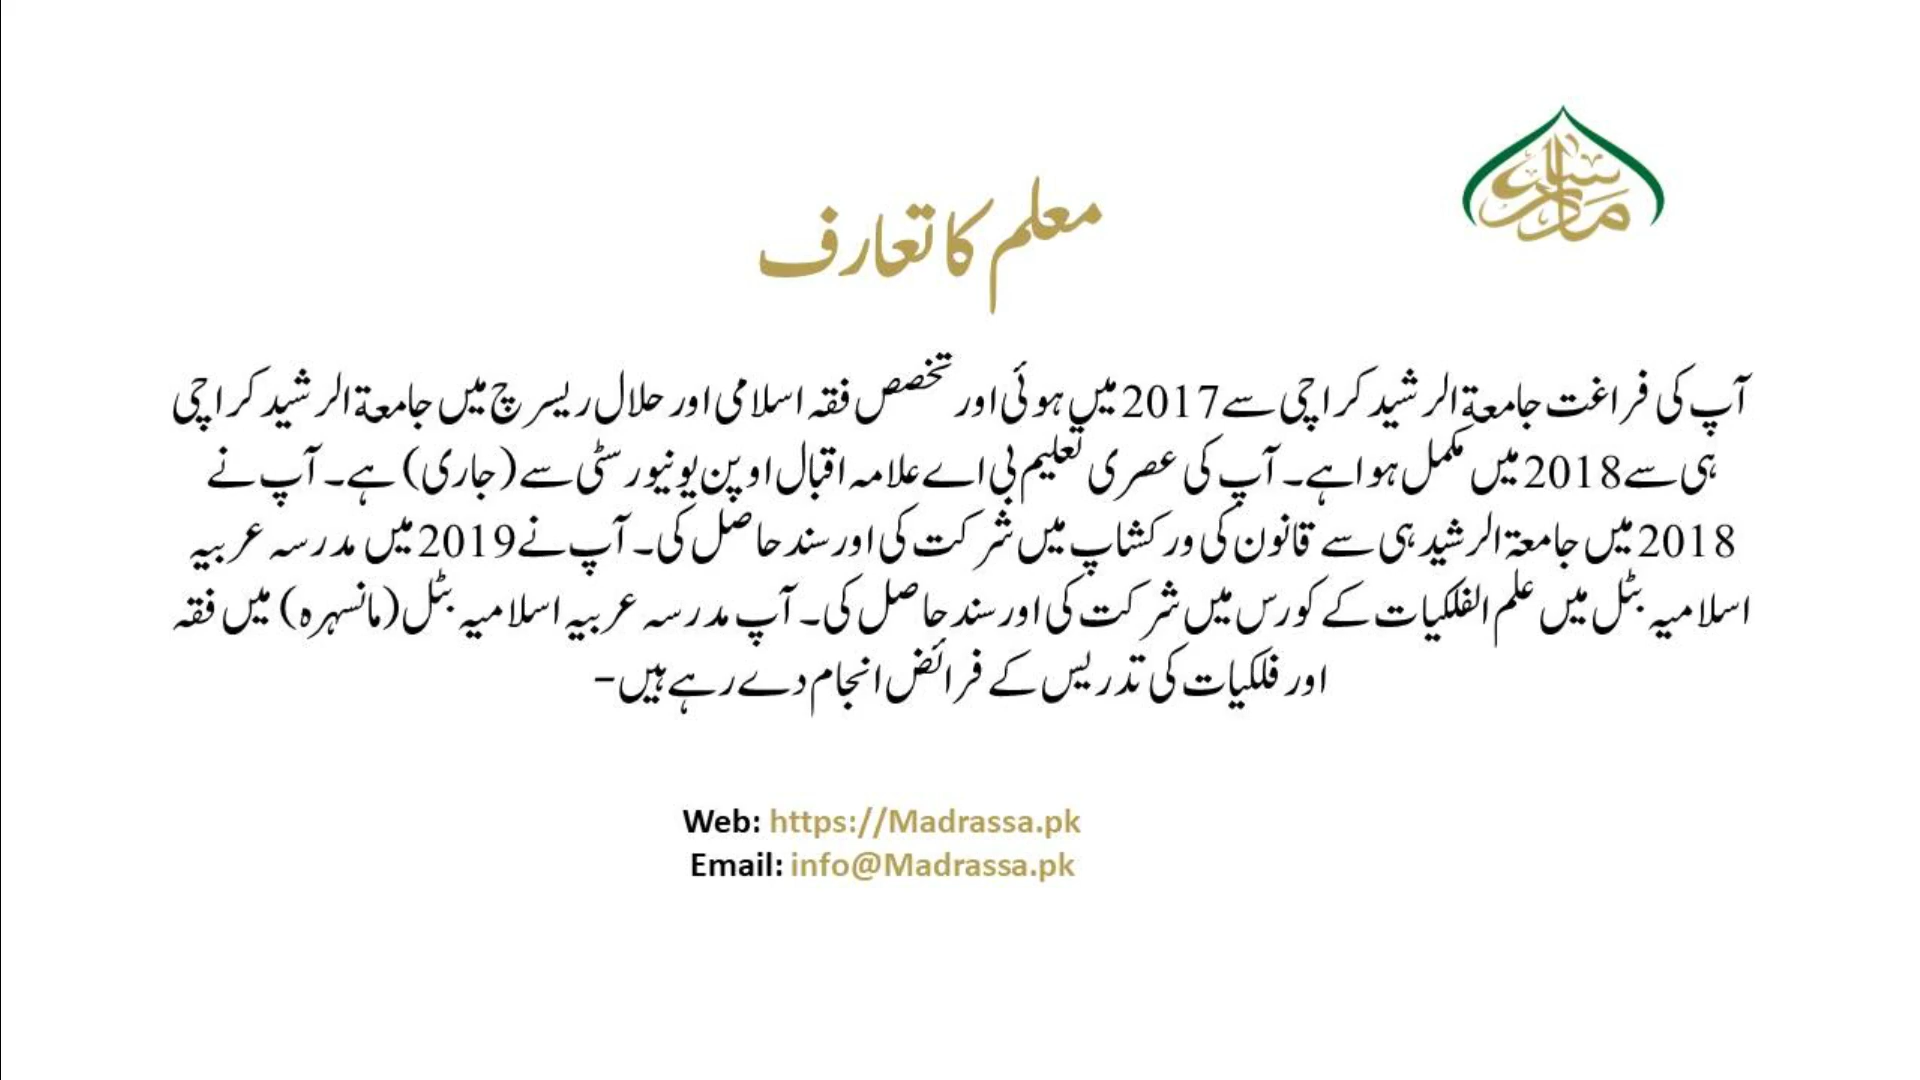 مدرسہ
معلم کا تعارف
آپ کی فراغت جامعۃ الرشید کراچی سے 2017 میں ہوئی اور تخصص فقہ اسلامی اور حلال ریسرچ میں جامعۃ الرشید کراچی
ہی سے 2018 میں مکمل ہوا ہے۔ آپ کی عصری تعلیم بی اے علامہ اقبال اوپن یونیورسٹی سے (جاری) ہے۔ آپ نے
2018 میں جامعۃ الرشید ہی سے قانون کی ورکشاپ میں شرکت کی اور سند حاصل کی۔ آپ نے 2019 میں مدرسہ عربیہ
اسلامیہ بٹل میں علم الفلکیات کے کورس میں شرکت کی اور سند حاصل کی۔ آپ مدرسہ عربیہ اسلامیہ بٹل (مانسہرہ) میں فقہ
اور فلکیات کی تدریس کے فرائض انجام دے رہے ہیں-
Web: https://Madrassa.pk
Email: info@Madrassa.pk